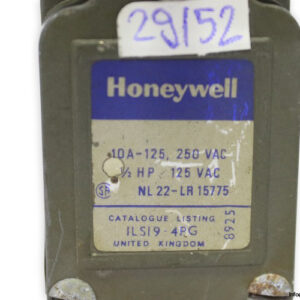 29/52
Honeywell
10A-125, 250 VAC
½ HP 125 VAC
NL 22-LR 15775
CATALOGUE LISTING
1LS19-4PG
UNITED KINGDOM
8925